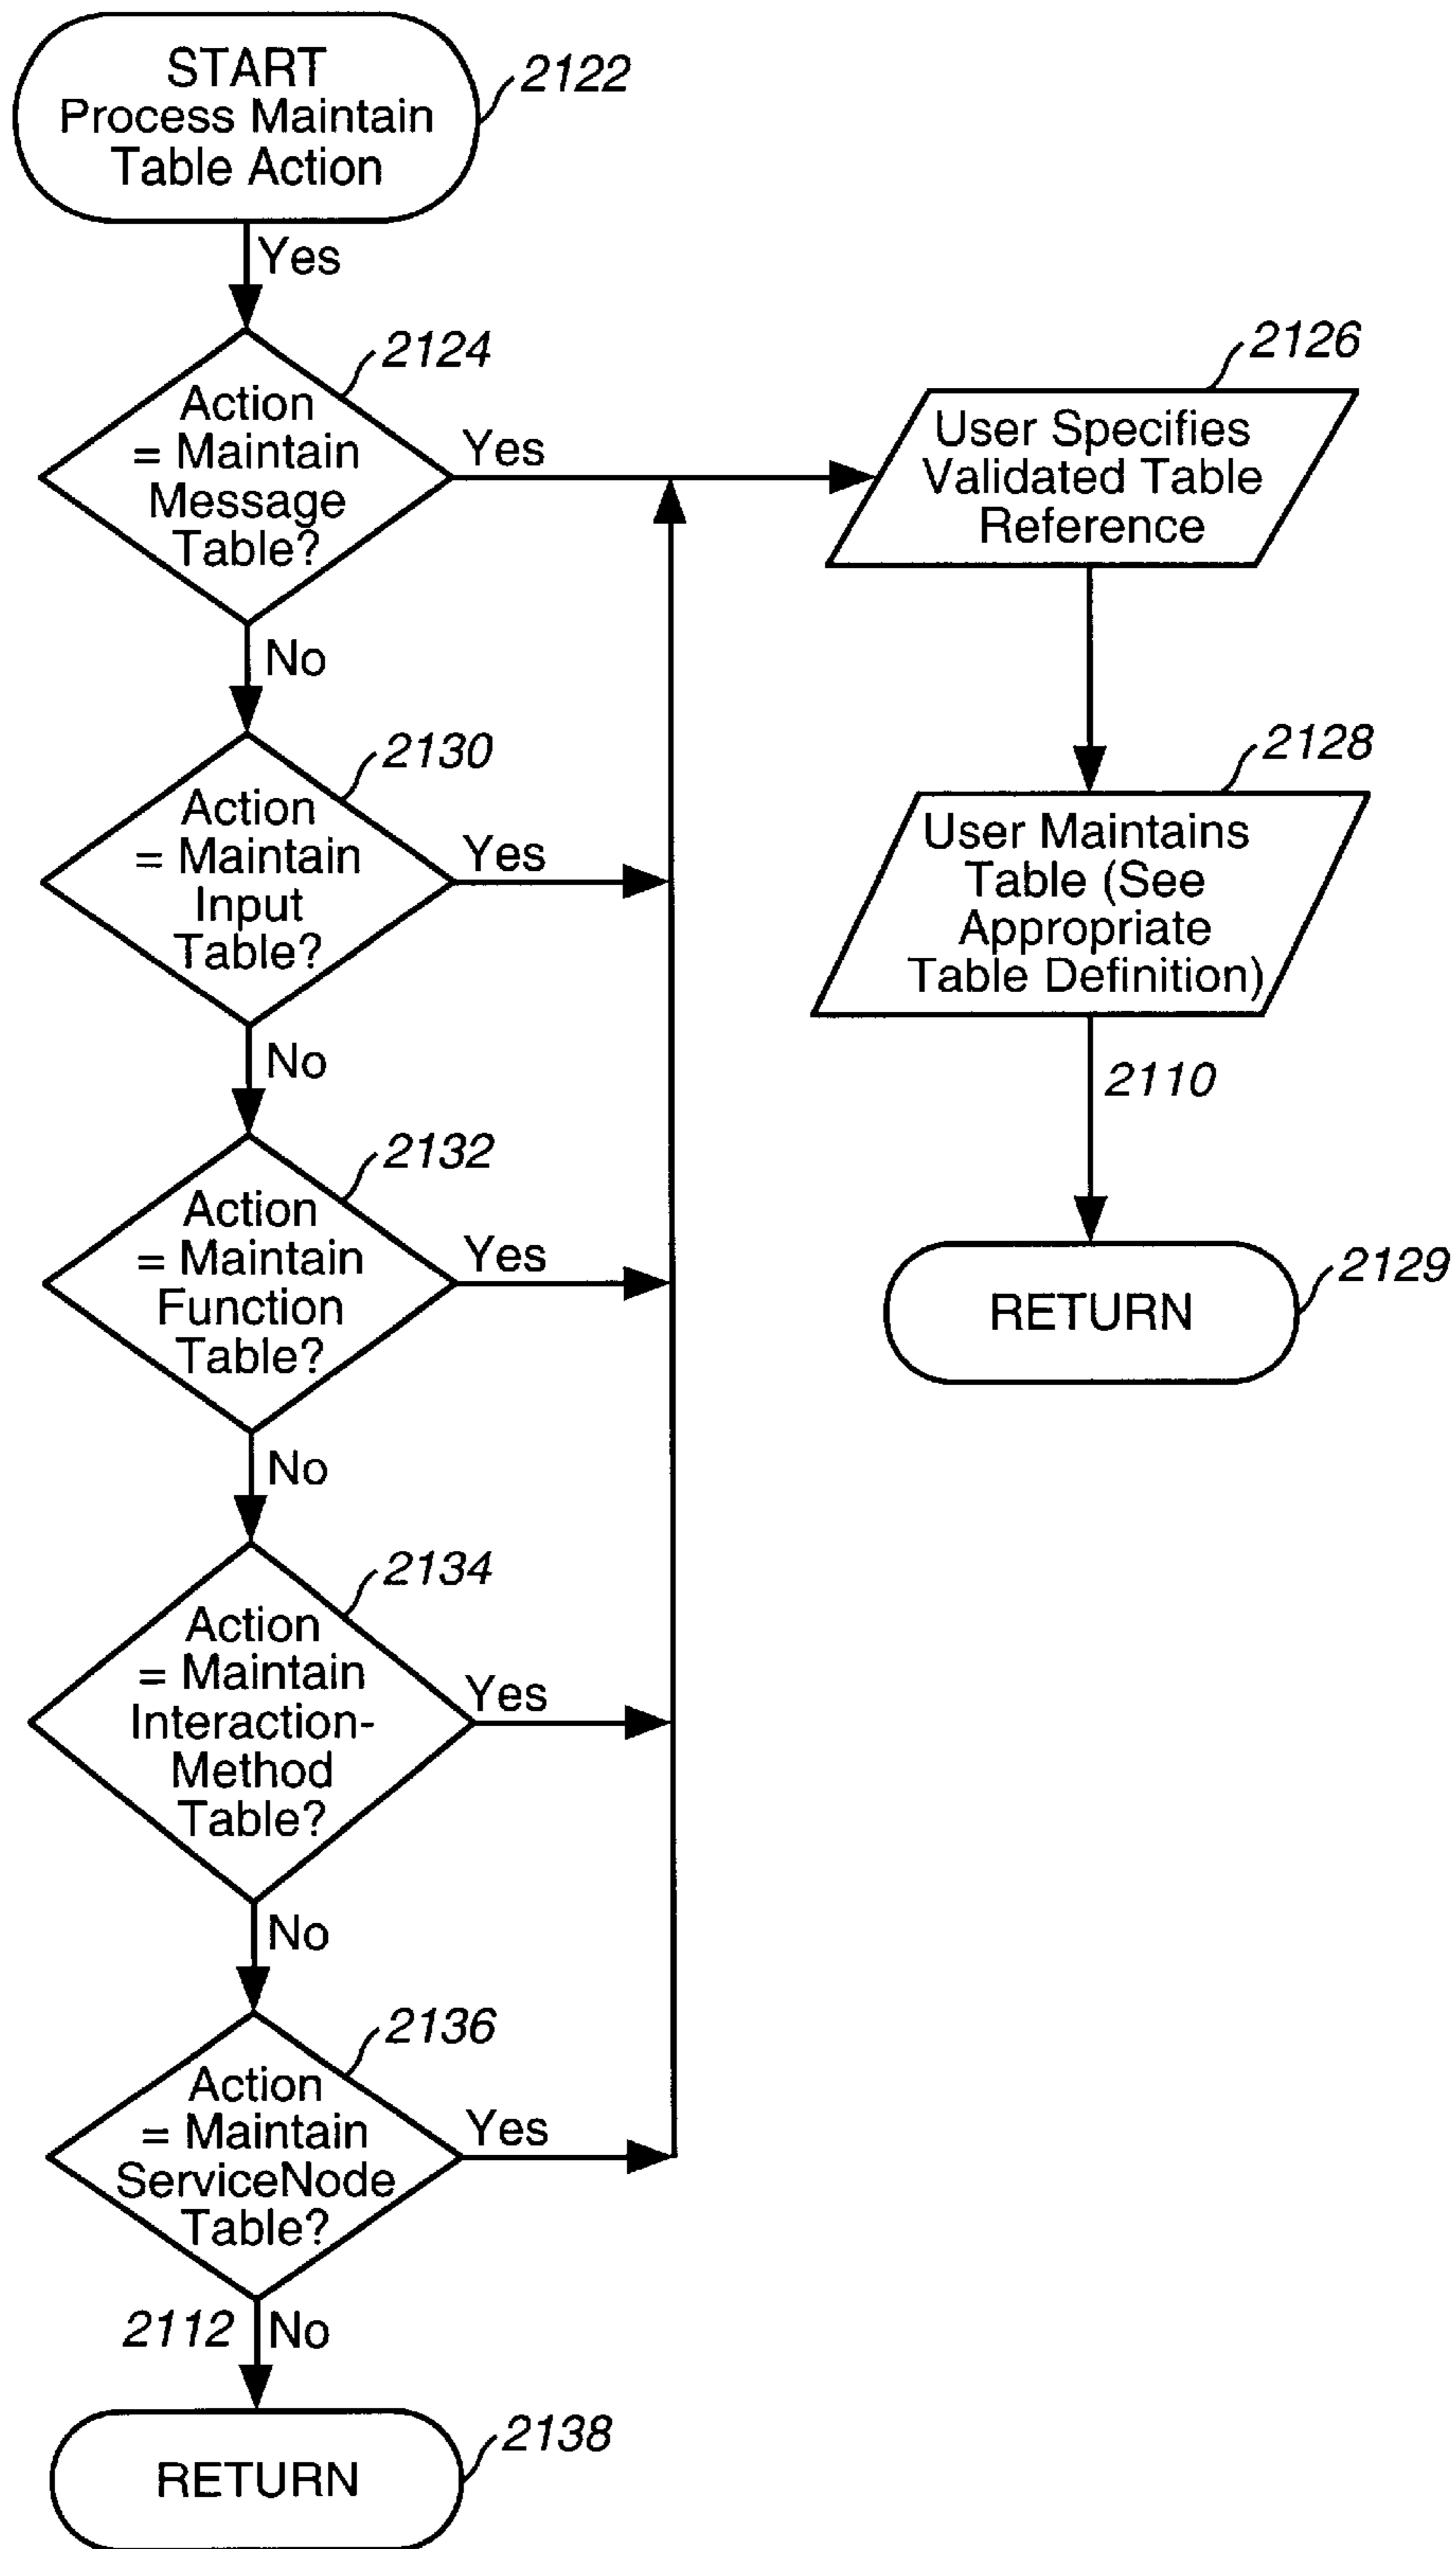 START
Process Maintain
Table Action
2122
Yes
Action
= Maintain
Message
Table?
2124
Yes
No
User Specifies
Validated Table
Reference
2126
Action
= Maintain
Input
Table?
2130
Yes
No
User Maintains
Table (See
Appropriate
Table Definition)
2128
2110
Action
= Maintain
Function
Table?
2132
Yes
No
RETURN
2129
Action
= Maintain
Interaction-
Method
Table?
2134
Yes
No
Action
= Maintain
ServiceNode
Table?
2136
Yes
2112
No
RETURN
2138